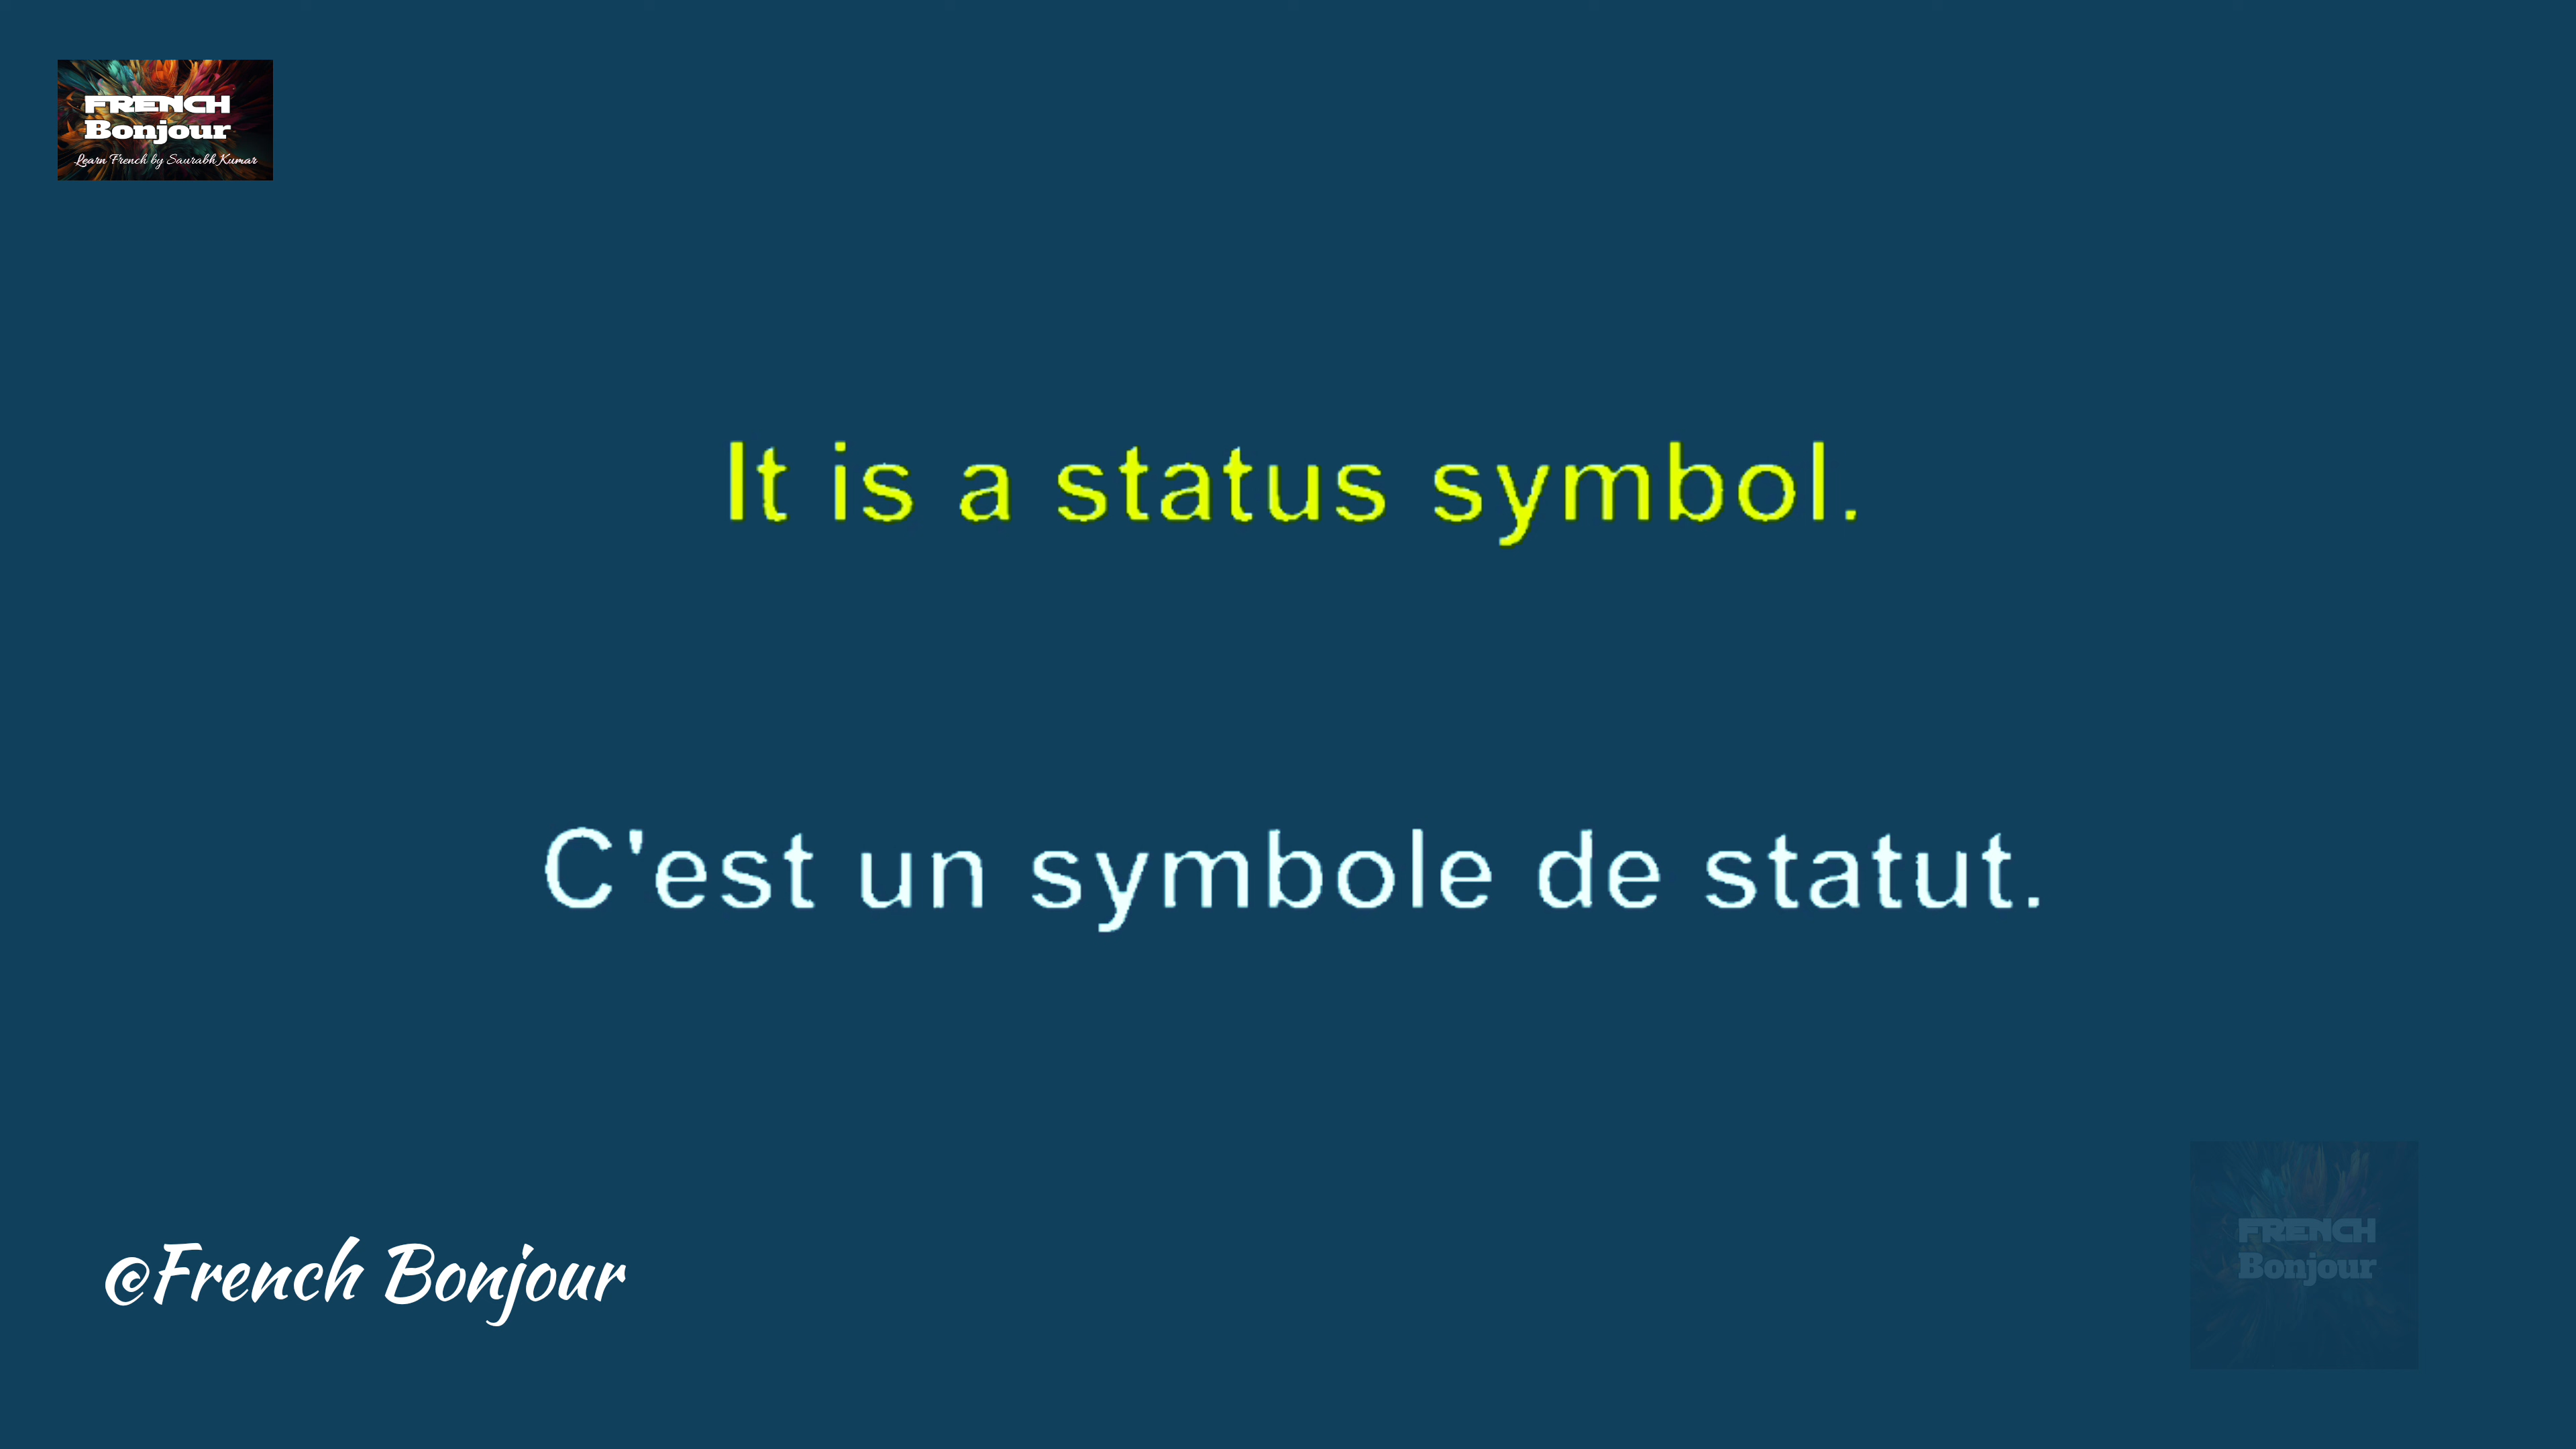 FRENCH
Bonjour
Learn French by Saurabh Kumar
It is a status symbol.
C'est un symbole de statut.
@French Bonjour
FRENCH
Bonjour